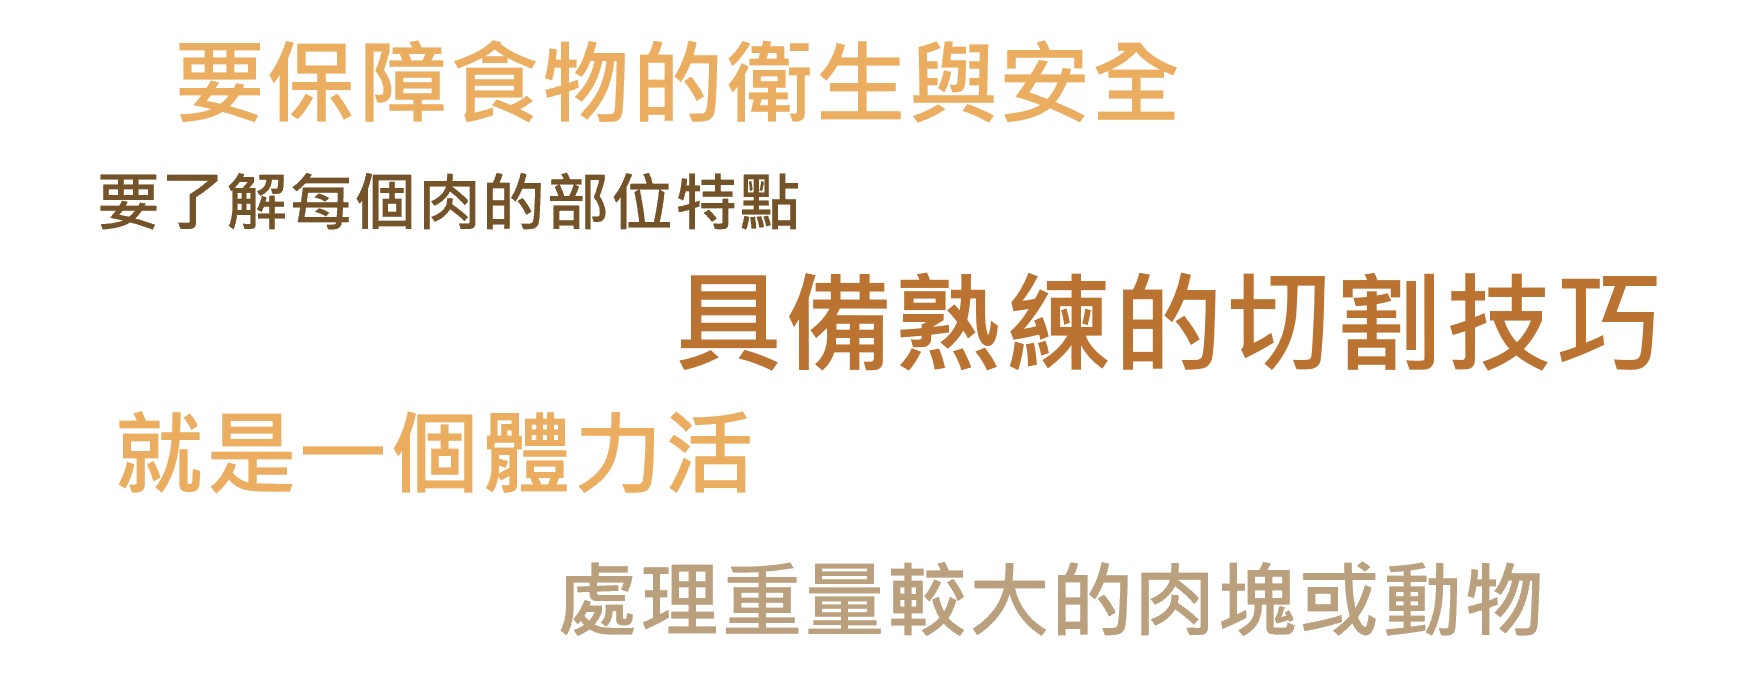 要保障食物的衛生與安全
要了解每個肉的部位特點
具備熟練的切割技巧
就是一個體力活
處理重量較大的肉塊或動物